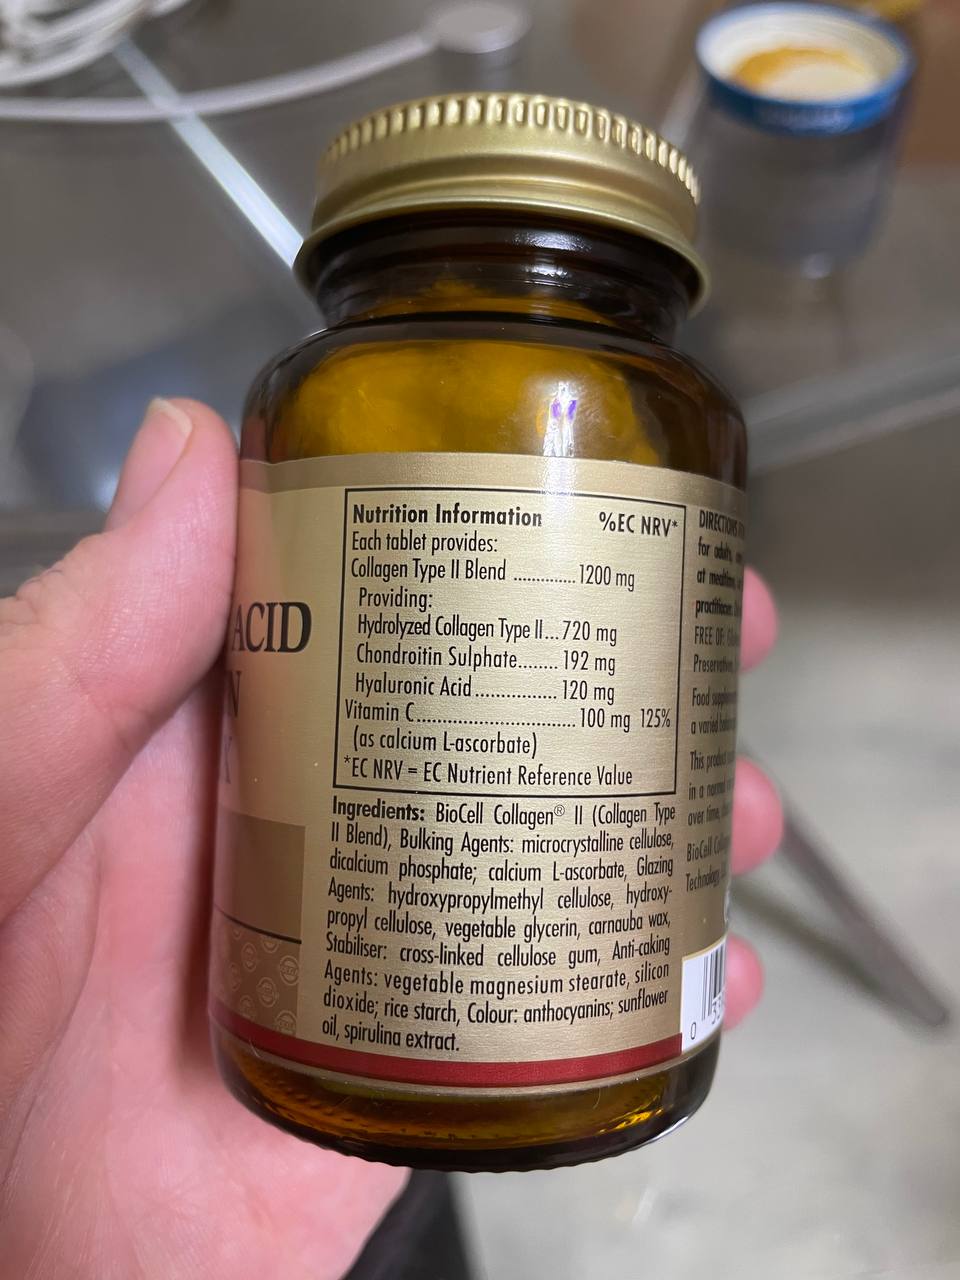 ACID
N
Nutrition Information %EC NRV*
Each tablet provides:
Collagen Type II Blend ..............1200 mg
Providing:
Hydrolyzed Collagen Type II...720 mg
Chondroitin Sulphate........ 192 mg
Hyaluronic Acid................. 120 mg
Vitamin C.................................100 mg 125%
(as calcium L-ascorbate)
*EC NRV = EC Nutrient Reference Value
Ingredients: BioCell Collagen® II (Collagen Type
II Blend), Bulking Agents: microcrystalline cellulose,
dicalcium phosphate; calcium L-ascorbate, Glazing
Agents: hydroxypropylmethyl cellulose, hydroxy-
propyl cellulose, vegetable glycerin, carnauba wax,
Stabiliser: cross-linked cellulose gum, Anti-caking
Agents: vegetable magnesium stearate, silicon
dioxide; rice starch, Colour: anthocyanins; sunflower
oil, spirulina extract.
DIRECTIONS
for adults,
at mealtime,
practitioner.
FREE OF:
Preservatives,
Food
a varied
This product
in a normal
over time,
BioCell
Technology,
0